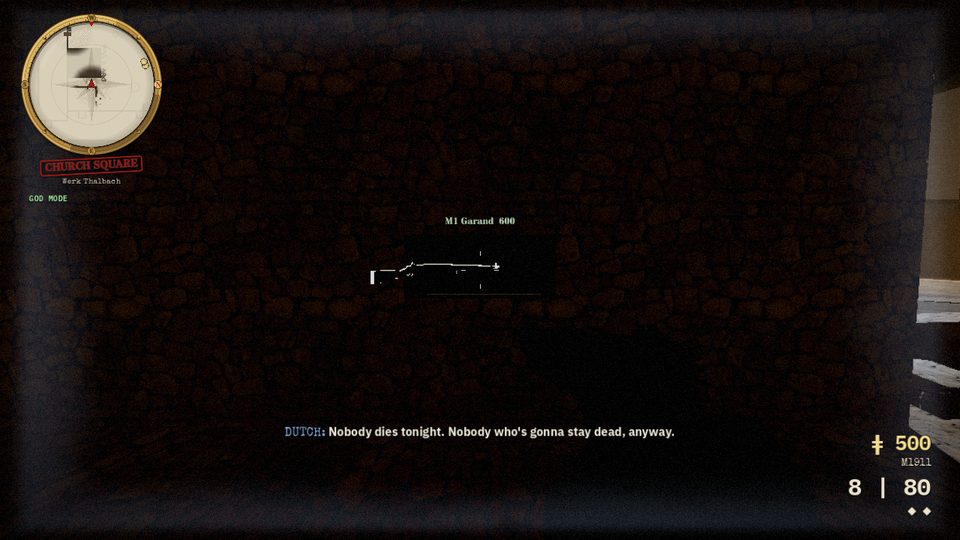 CHURCH SQUARE
Werk Thalbach
GOD MODE
M1 Garand 600
DUTCH: Nobody dies tonight. Nobody who's gonna stay dead, anyway.
500
M1911
8 | 80